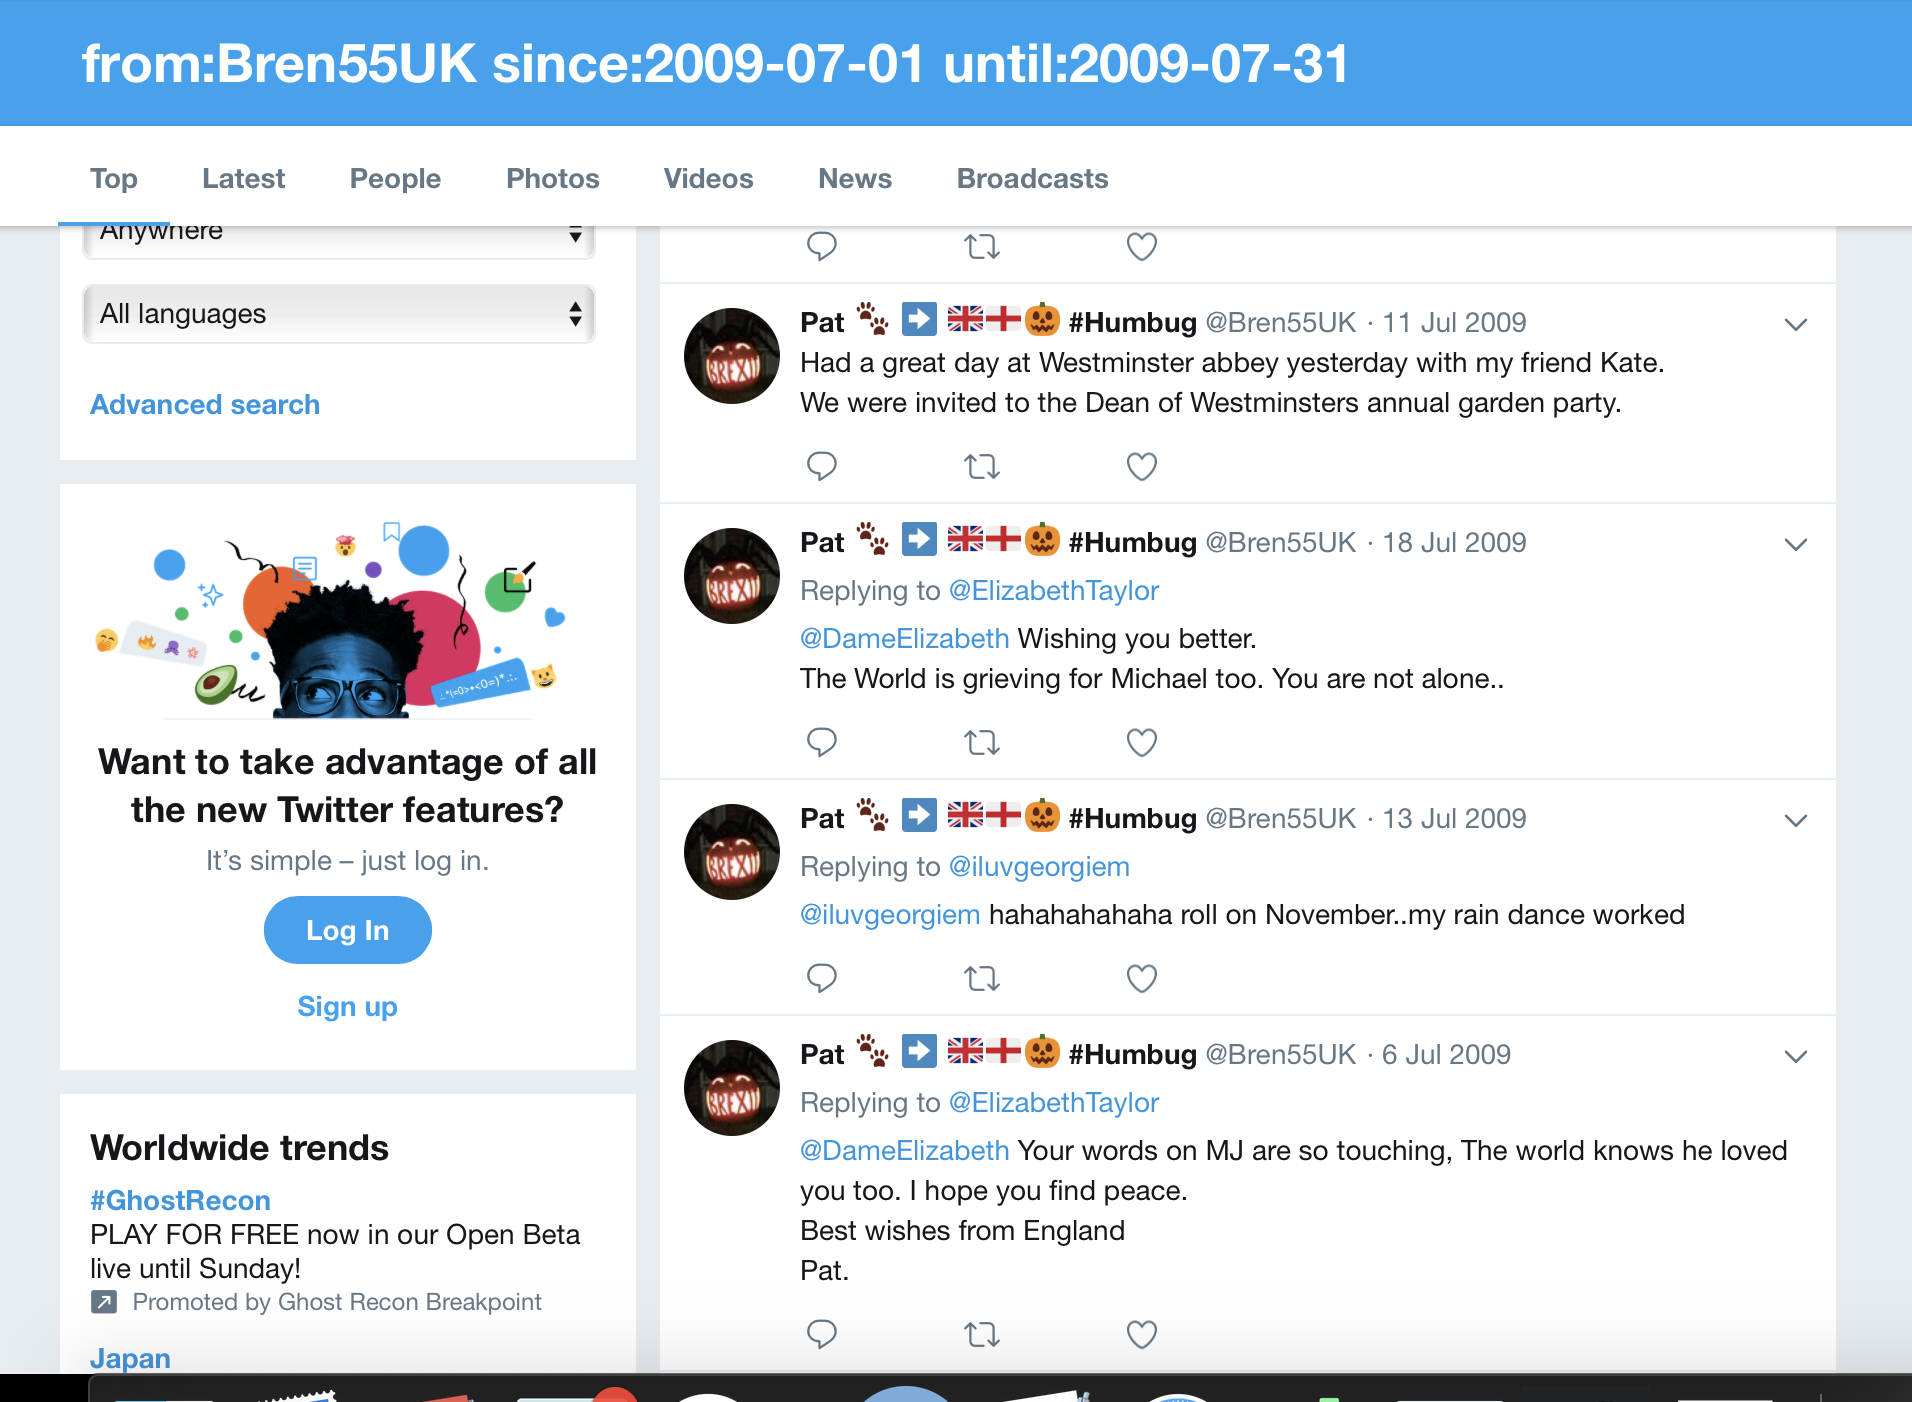 from:Bren55UK since:2009-07-01 until:2009-07-31
Top Latest People Photos Videos News Broadcasts
Anywhere
All languages
Advanced search
Want to take advantage of all
the new Twitter features?
It's simple – just log in.
Log In
Sign up
Worldwide trends
#GhostRecon
PLAY FOR FREE now in our Open Beta
live until Sunday!
Promoted by Ghost Recon Breakpoint
Japan
Pat 🐾 ➡️ 🇬🇧🏴󠁧󠁢󠁥󠁮󠁧󠁿🎃 #Humbug @Bren55UK · 11 Jul 2009
Had a great day at Westminster abbey yesterday with my friend Kate.
We were invited to the Dean of Westminsters annual garden party.
Pat 🐾 ➡️ 🇬🇧🏴󠁧󠁢󠁥󠁮󠁧󠁿🎃 #Humbug @Bren55UK · 18 Jul 2009
Replying to @ElizabethTaylor
@DameElizabeth Wishing you better.
The World is grieving for Michael too. You are not alone..
Pat 🐾 ➡️ 🇬🇧🏴󠁧󠁢󠁥󠁮󠁧󠁿🎃 #Humbug @Bren55UK · 13 Jul 2009
Replying to @iluvgeorgiem
@iluvgeorgiem hahahahahaha roll on November..my rain dance worked
Pat 🐾 ➡️ 🇬🇧🏴󠁧󠁢󠁥󠁮󠁧󠁿🎃 #Humbug @Bren55UK · 6 Jul 2009
Replying to @ElizabethTaylor
@DameElizabeth Your words on MJ are so touching, The world knows he loved
you too. I hope you find peace.
Best wishes from England
Pat.
BREXIT
BREXIT
BREXIT
BREXIT